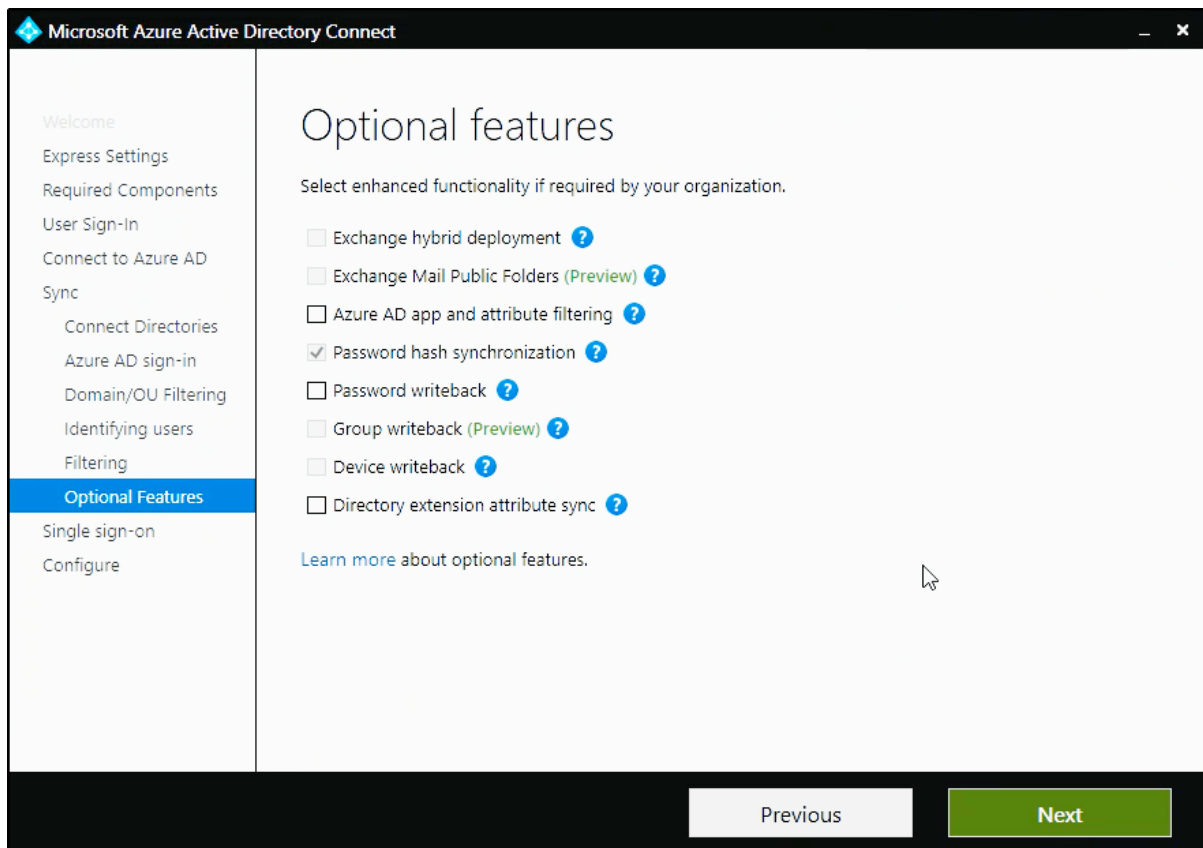 Microsoft Azure Active Directory Connect
Welcome
Express Settings
Required Components
User Sign-In
Connect to Azure AD
Sync
Connect Directories
Azure AD sign-in
Domain/OU Filtering
Identifying users
Filtering
Optional Features
Single sign-on
Configure
Optional features
Select enhanced functionality if required by your organization.
Exchange hybrid deployment ?
Exchange Mail Public Folders (Preview) ?
Azure AD app and attribute filtering ?
Password hash synchronization ?
Password writeback ?
Group writeback (Preview) ?
Device writeback ?
Directory extension attribute sync ?
Learn more about optional features.
Previous
Next